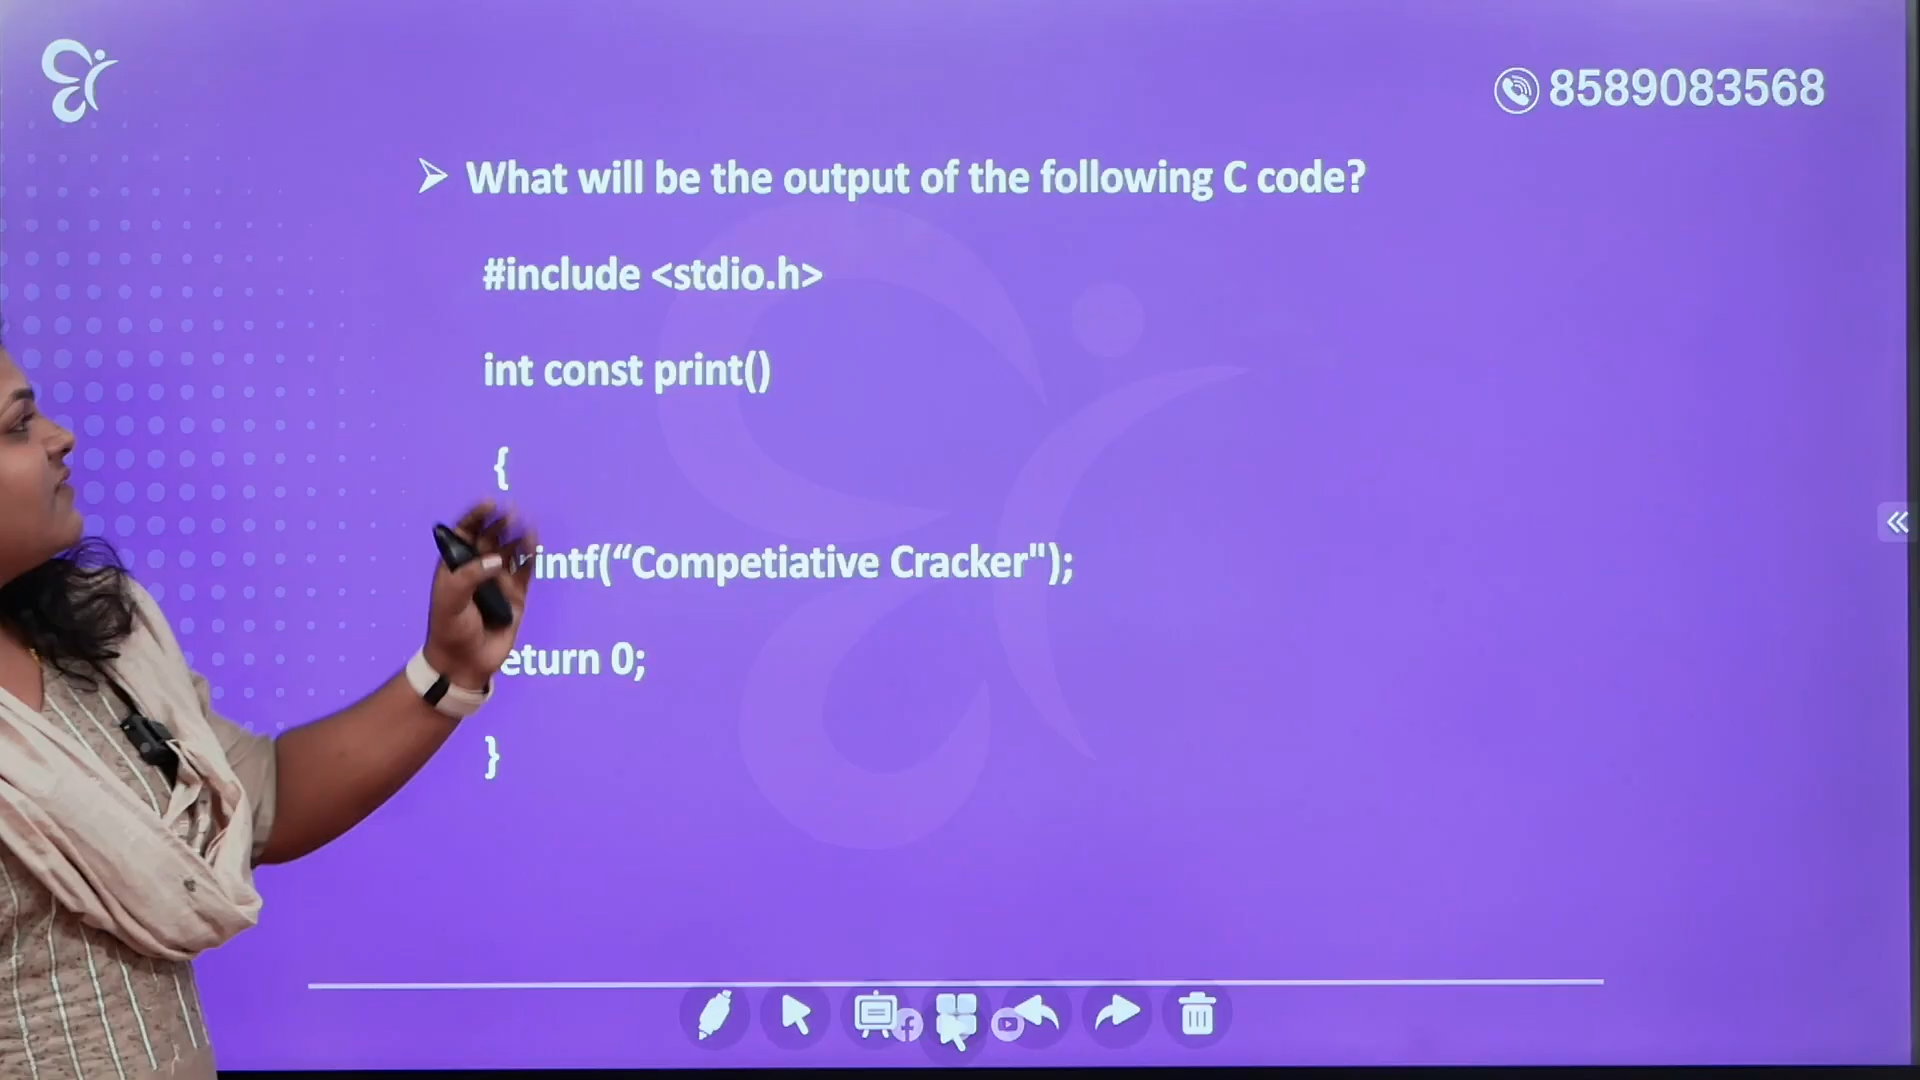 8589083568
What will be the output of the following C code?
#include <stdio.h>
int const print()
{
rintf(“Competiative Cracker");
eturn 0;
}